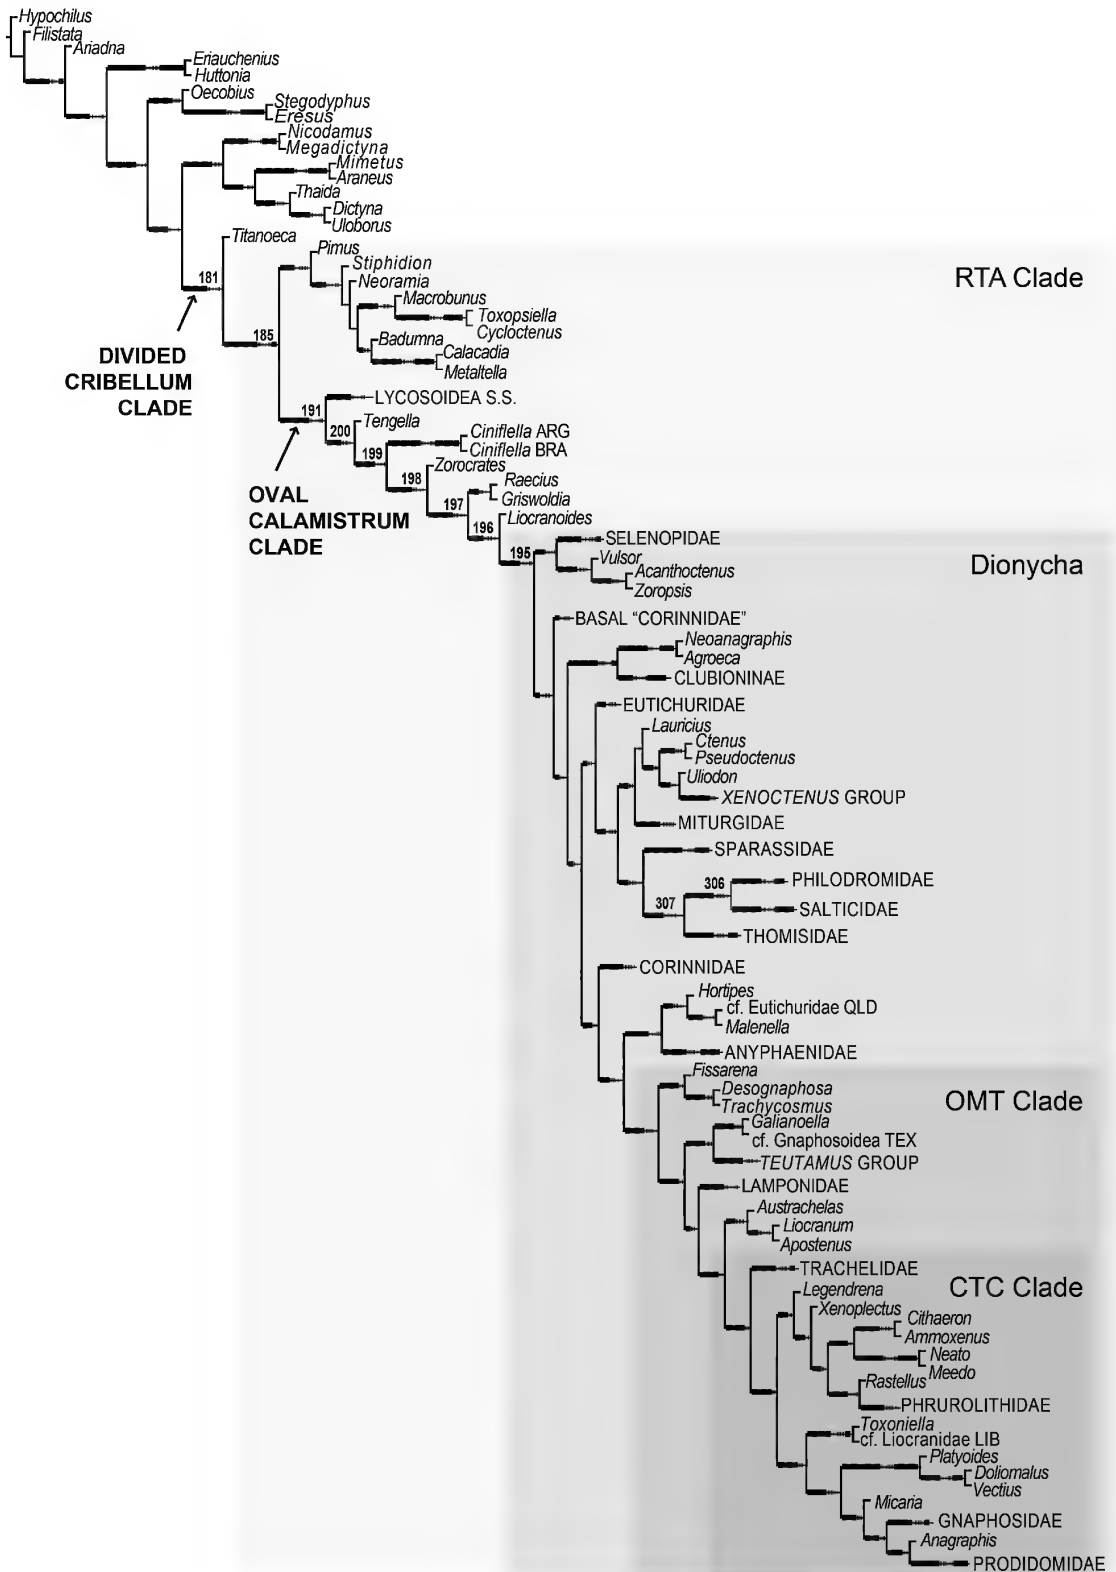 Hypochilus
Filistata
Ariadna
Eriauchenius
Huttonia
Oecobius
Stegodyphus
Eresus
Nicodamus
Megadictyna
Mimetus
Araneus
Thaida
Dictyna
Uloborus
Titanoeca
181
Pimus
Stiphidion
Neoramia
Macrobunus
Toxopsiella
Cycloctenus
Badumna
Calacadia
Metaltella
185
RTA Clade
DIVIDED
CRIBELLUM
CLADE
LYCOSOIDEA S.S.
191
Tengella
200
Ciniflella ARG
Ciniflella BRA
199
Zorocrates
198
Raecius
Griswoldia
197
Liocranoides
196
OVAL
CALAMISTRUM
CLADE
195
SELENOPIDAE
Vulsor
Acanthoctenus
Zoropsis
Dionycha
BASAL “CORINNIDAE”
Neoanagraphis
Agroeca
CLUBIONINAE
EUTICHURIDAE
Lauricius
Ctenus
Pseudoctenus
Uliodon
XENOCTENUS GROUP
MITURGIDAE
SPARASSIDAE
306
PHILODROMIDAE
307
SALTICIDAE
THOMISIDAE
CORINNIDAE
Hortipes
cf. Eutichuridae QLD
Malenella
ANYPHAENIDAE
Fissarena
Desognaphosa
Trachycosmus
OMT Clade
Galianoella
cf. Gnaphosoidea TEX
TEUTAMUS GROUP
LAMPONIDAE
Austrachelas
Liocranum
Apostenus
TRACHELIDAE
CTC Clade
Legendrena
Xenoplectus
Cithaeron
Ammoxenus
Neato
Meedo
Rastellus
PHRUROLITHIDAE
Toxoniella
cf. Liocranidae LIB
Platyoides
Doliomalus
Vectius
Micaria
GNAPHOSIDAE
Anagraphis
PRODIDOMIDAE